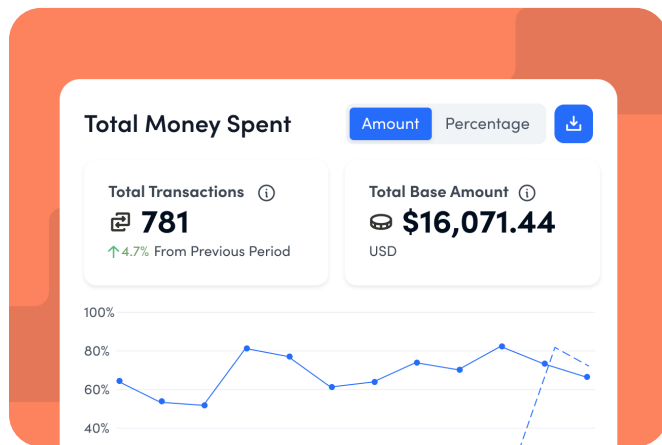 Total Money Spent
Amount
Percentage
Total Transactions
781
4.7% From Previous Period
Total Base Amount
$16,071.44
USD
100%
80%
60%
40%